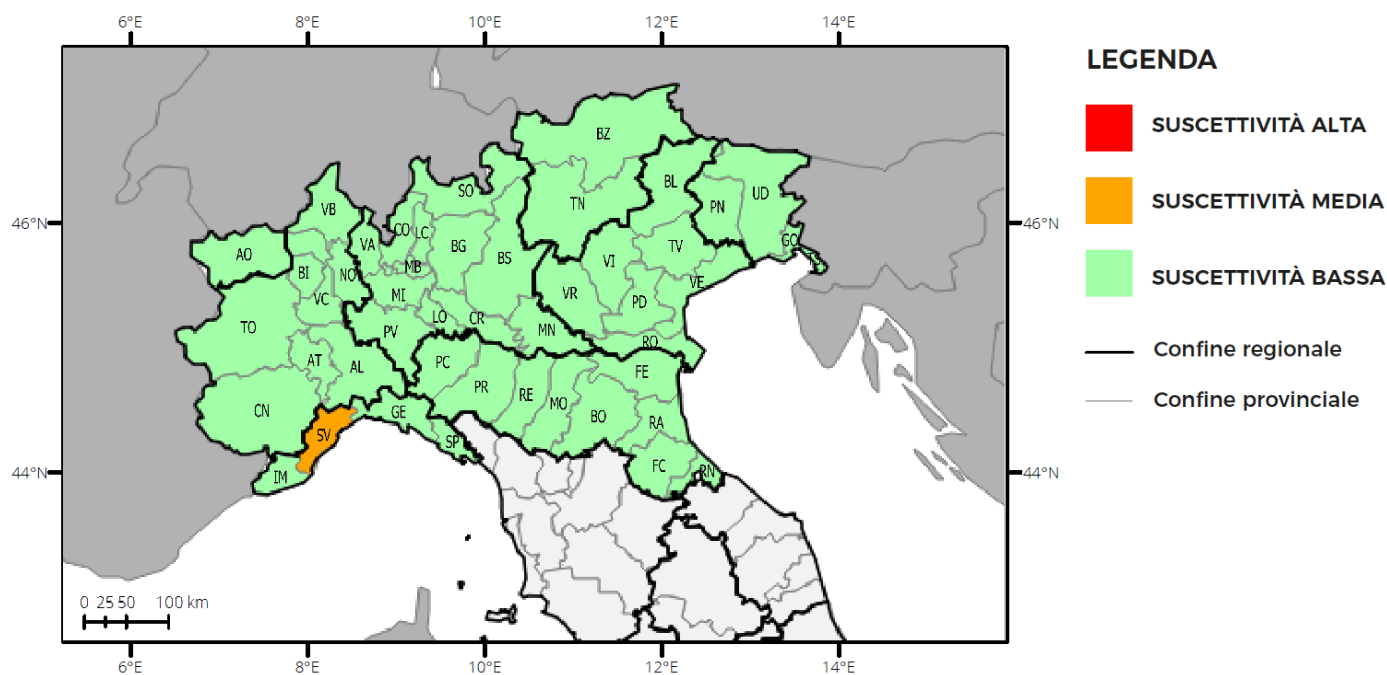 6°E 8°E 10°E 12°E 14°E
LEGENDA
SUSCETTIVITÀ ALTA
SUSCETTIVITÀ MEDIA
SUSCETTIVITÀ BASSA
Confine regionale
Confine provinciale
46°N 46°N
44°N 44°N
BZ
SO TN BL PN UD
VB
AO VA CO LC BG BS GO
BI NO MB VI TV
VC MI VR PD VE
TO PV LO CR MN RO
AT AL PC PR RE MO FE
CN GE BO RA
SV SP FC RN
IM
0 25 50 100 km
6°E 8°E 10°E 12°E 14°E